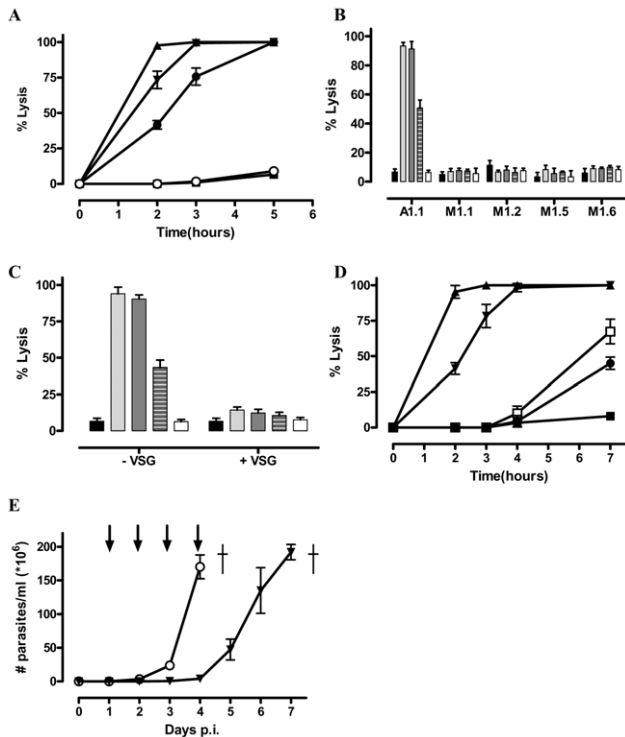 A
% Lysis
100
75
50
25
0
0 1 2 3 4 5 6
Time(hours)
B
% Lysis
100
80
60
40
20
0
A1.1 M1.1 M1.2 M1.5 M1.6
C
% Lysis
100
75
50
25
0
- VSG + VSG
D
% Lysis
100
75
50
25
0
0 1 2 3 4 5 6 7
Time(hours)
E
# parasites/ml (*10⁶)
200
150
100
50
0
0 1 2 3 4 5 6 7
Days p.i.